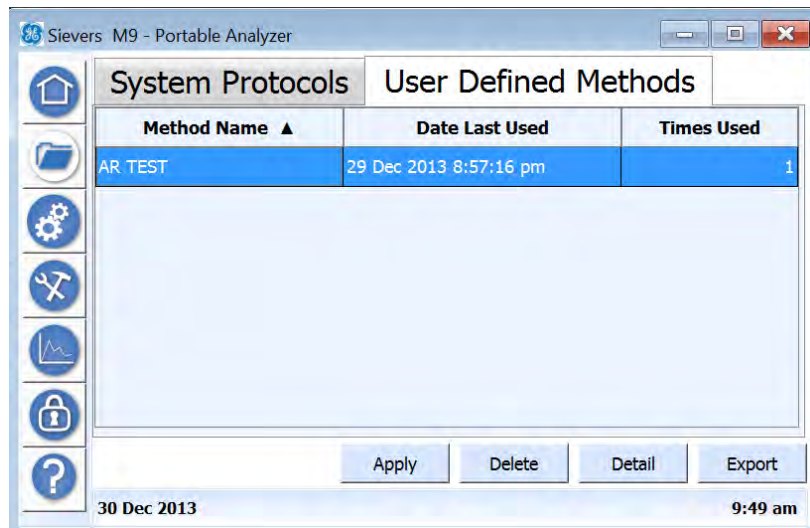 Sievers M9 - Portable Analyzer
System Protocols User Defined Methods
Method Name ▲ Date Last Used Times Used
AR TEST 29 Dec 2013 8:57:16 pm 1
Apply Delete Detail Export
30 Dec 2013 9:49 am